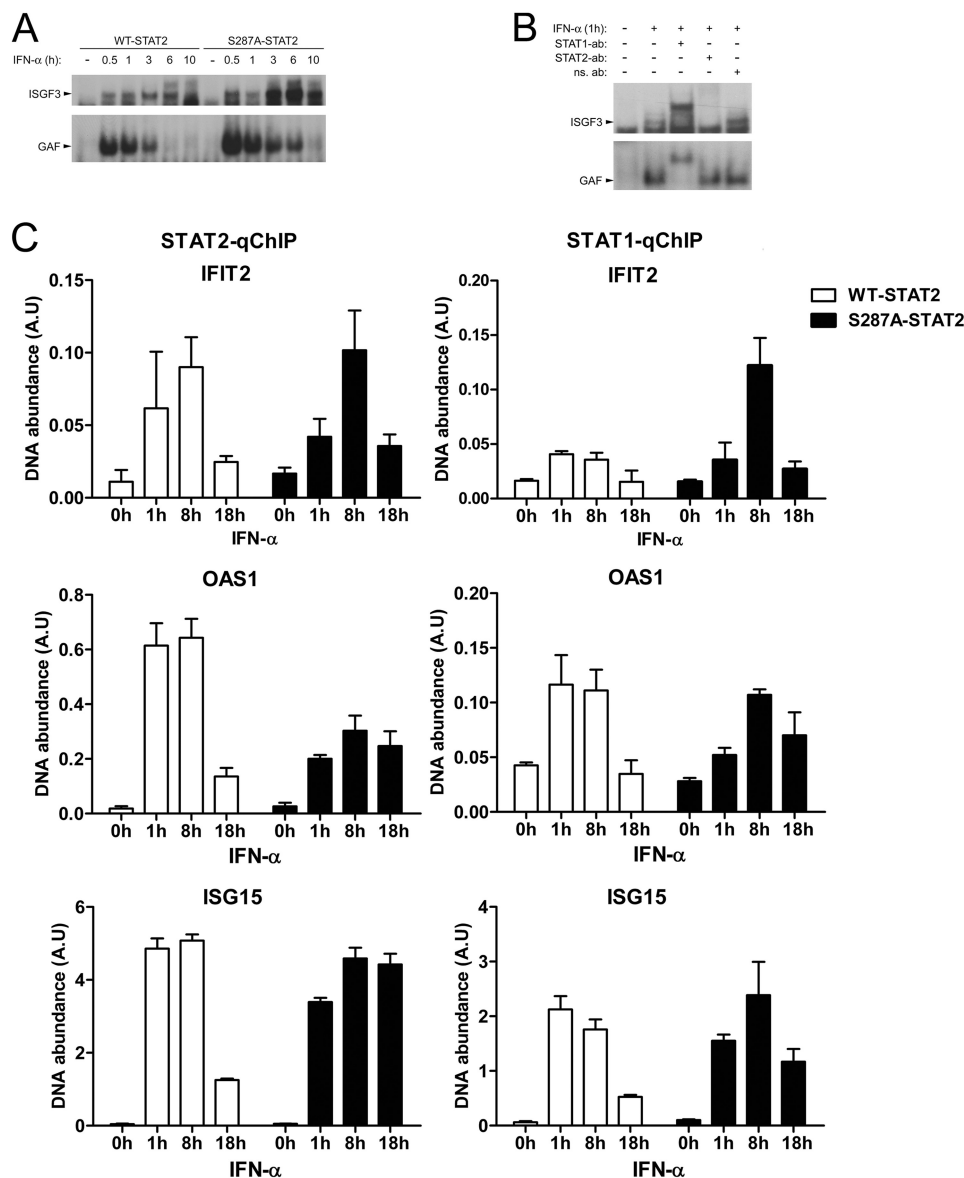 A
WT-STAT2 S287A-STAT2
IFN-α (h): - 0.5 1 3 6 10 - 0.5 1 3 6 10
ISGF3
GAF
B
IFN-α (1h): - + + + +
STAT1-ab: - - + - -
STAT2-ab: - - - + -
ns. ab: - - - - +
ISGF3
GAF
C
STAT2-qChIP
IFIT2
DNA abundance (A.U)
0.15
0.10
0.05
0.00
0h 1h 8h 18h 0h 1h 8h 18h
IFN-α
STAT1-qChIP
IFIT2
DNA abundance (A.U)
0.20
0.15
0.10
0.05
0.00
0h 1h 8h 18h 0h 1h 8h 18h
IFN-α
WT-STAT2
S287A-STAT2
OAS1
DNA abundance (A.U)
0.8
0.6
0.4
0.2
0.0
0h 1h 8h 18h 0h 1h 8h 18h
IFN-α
OAS1
DNA abundance (A.U)
0.20
0.15
0.10
0.05
0.00
0h 1h 8h 18h 0h 1h 8h 18h
IFN-α
ISG15
DNA abundance (A.U)
6
4
2
0
0h 1h 8h 18h 0h 1h 8h 18h
IFN-α
ISG15
DNA abundance (A.U)
4
3
2
1
0
0h 1h 8h 18h 0h 1h 8h 18h
IFN-α